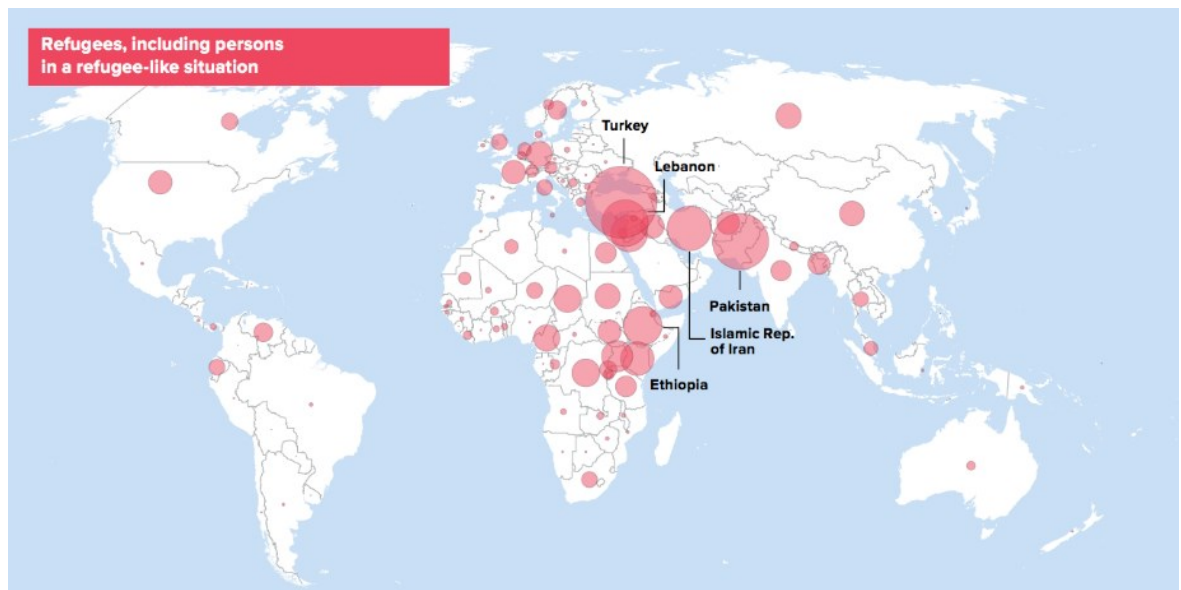 Refugees, including persons
in a refugee-like situation
Turkey
Lebanon
Pakistan
Islamic Rep.
of Iran
Ethiopia